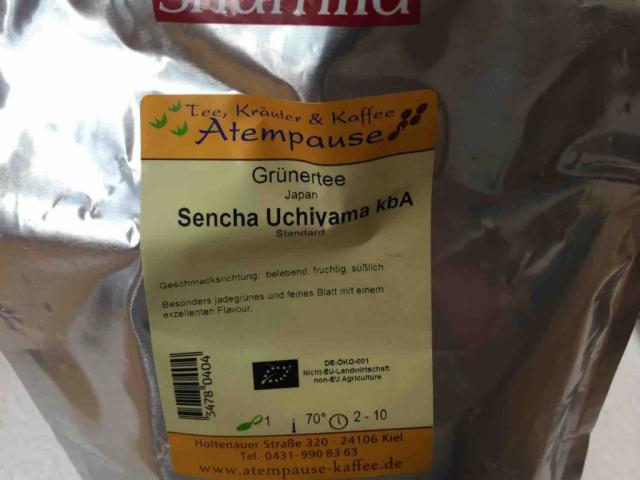 Tee, Kräuter & Kaffee
Atempause
Grünertee
Japan
Sencha Uchiyama kbA
Standard
Geschmacksrichtung: belebend, fruchtig, süßlich
Besonders jadegrünes und feines Blatt mit einem
exzellenten Flavour.
DE-ÖKO-001
Nicht-EU-Landwirtschaft
non-EU Agriculture
3478 0404
1 70° 2 - 10
Holtenauer Straße 320 · 24106 Kiel
Tel. 0431-990 83 63
www.atempause-kaffee.de